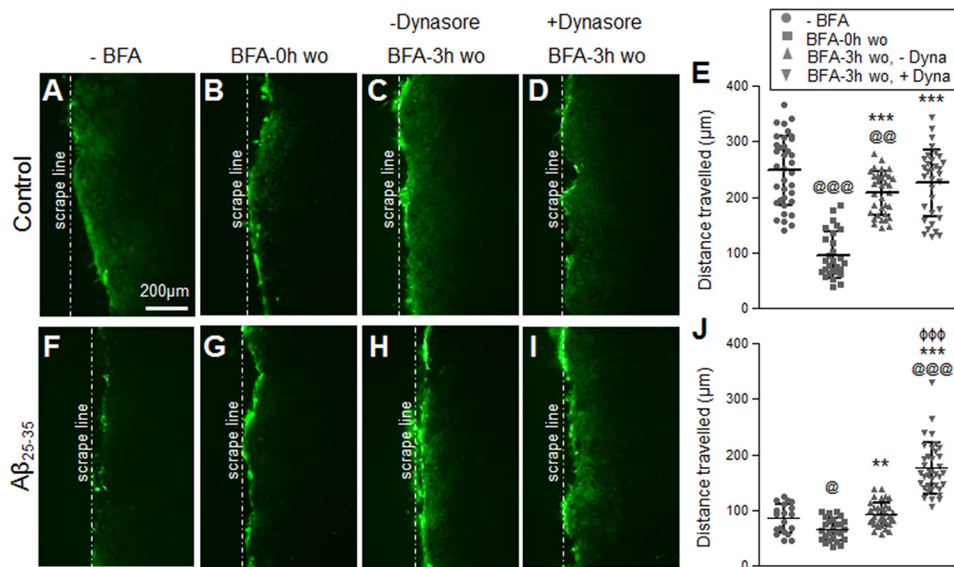 -Dynasore +Dynasore
- BFA BFA-0h wo BFA-3h wo BFA-3h wo
- BFA
BFA-0h wo
BFA-3h wo, - Dyna
BFA-3h wo, + Dyna
Control
A scrape line 200µm
B scrape line
C scrape line
D scrape line
E
Distance travelled (µm)
400
300
200
100
0
@@@
***
@@
***
Aβ25-35
F scrape line
G scrape line
H scrape line
I scrape line
J
Distance travelled (µm)
400
300
200
100
0
@
**
ϕϕϕ
***
@@@